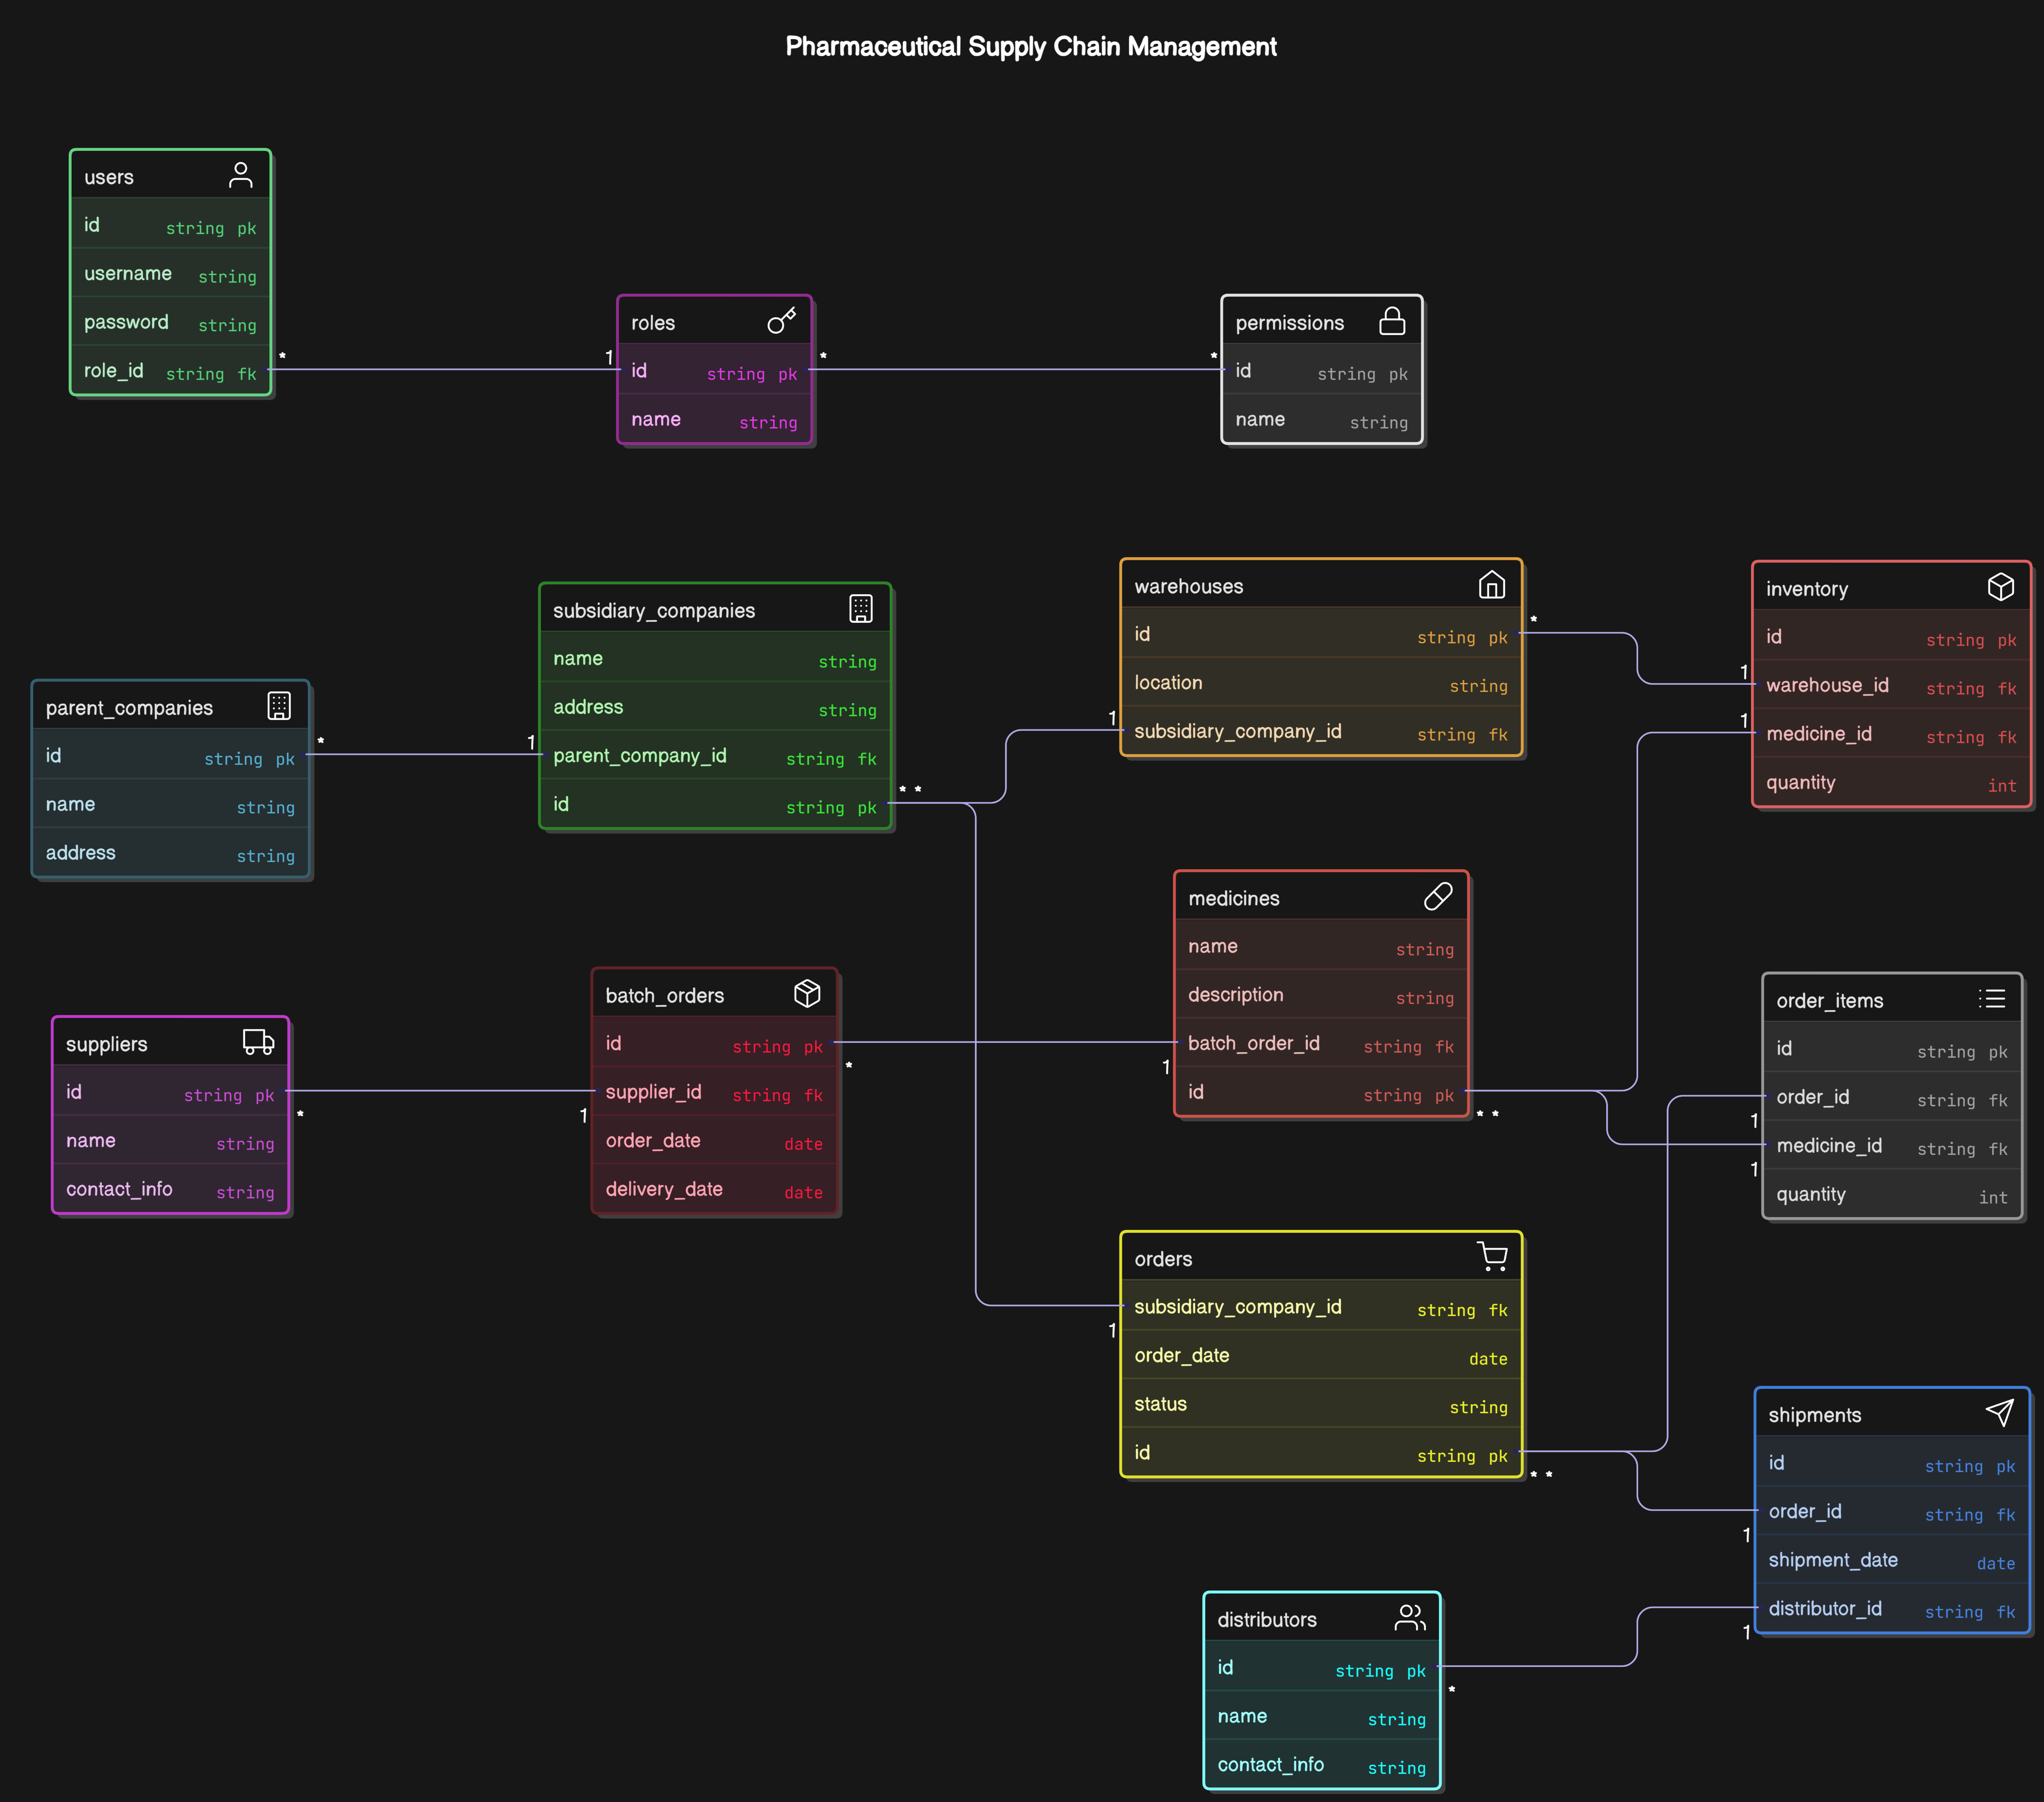 Pharmaceutical Supply Chain Management
users
id string pk
username string
password string
role_id string fk
*
1
roles
id string pk
name string
*
*
permissions
id string pk
name string
parent_companies
id string pk
name string
address string
*
1
subsidiary_companies
name string
address string
parent_company_id string fk
id string pk
* *
1
warehouses
id string pk
location string
subsidiary_company_id string fk
*
1
1
inventory
id string pk
warehouse_id string fk
medicine_id string fk
quantity int
suppliers
id string pk
name string
contact_info string
*
1
batch_orders
id string pk
supplier_id string fk
order_date date
delivery_date date
*
1
medicines
name string
description string
batch_order_id string fk
id string pk
* *
1
1
order_items
id string pk
order_id string fk
medicine_id string fk
quantity int
1
orders
subsidiary_company_id string fk
order_date date
status string
id string pk
* *
1
1
shipments
id string pk
order_id string fk
shipment_date date
distributor_id string fk
distributors
id string pk
name string
contact_info string
*